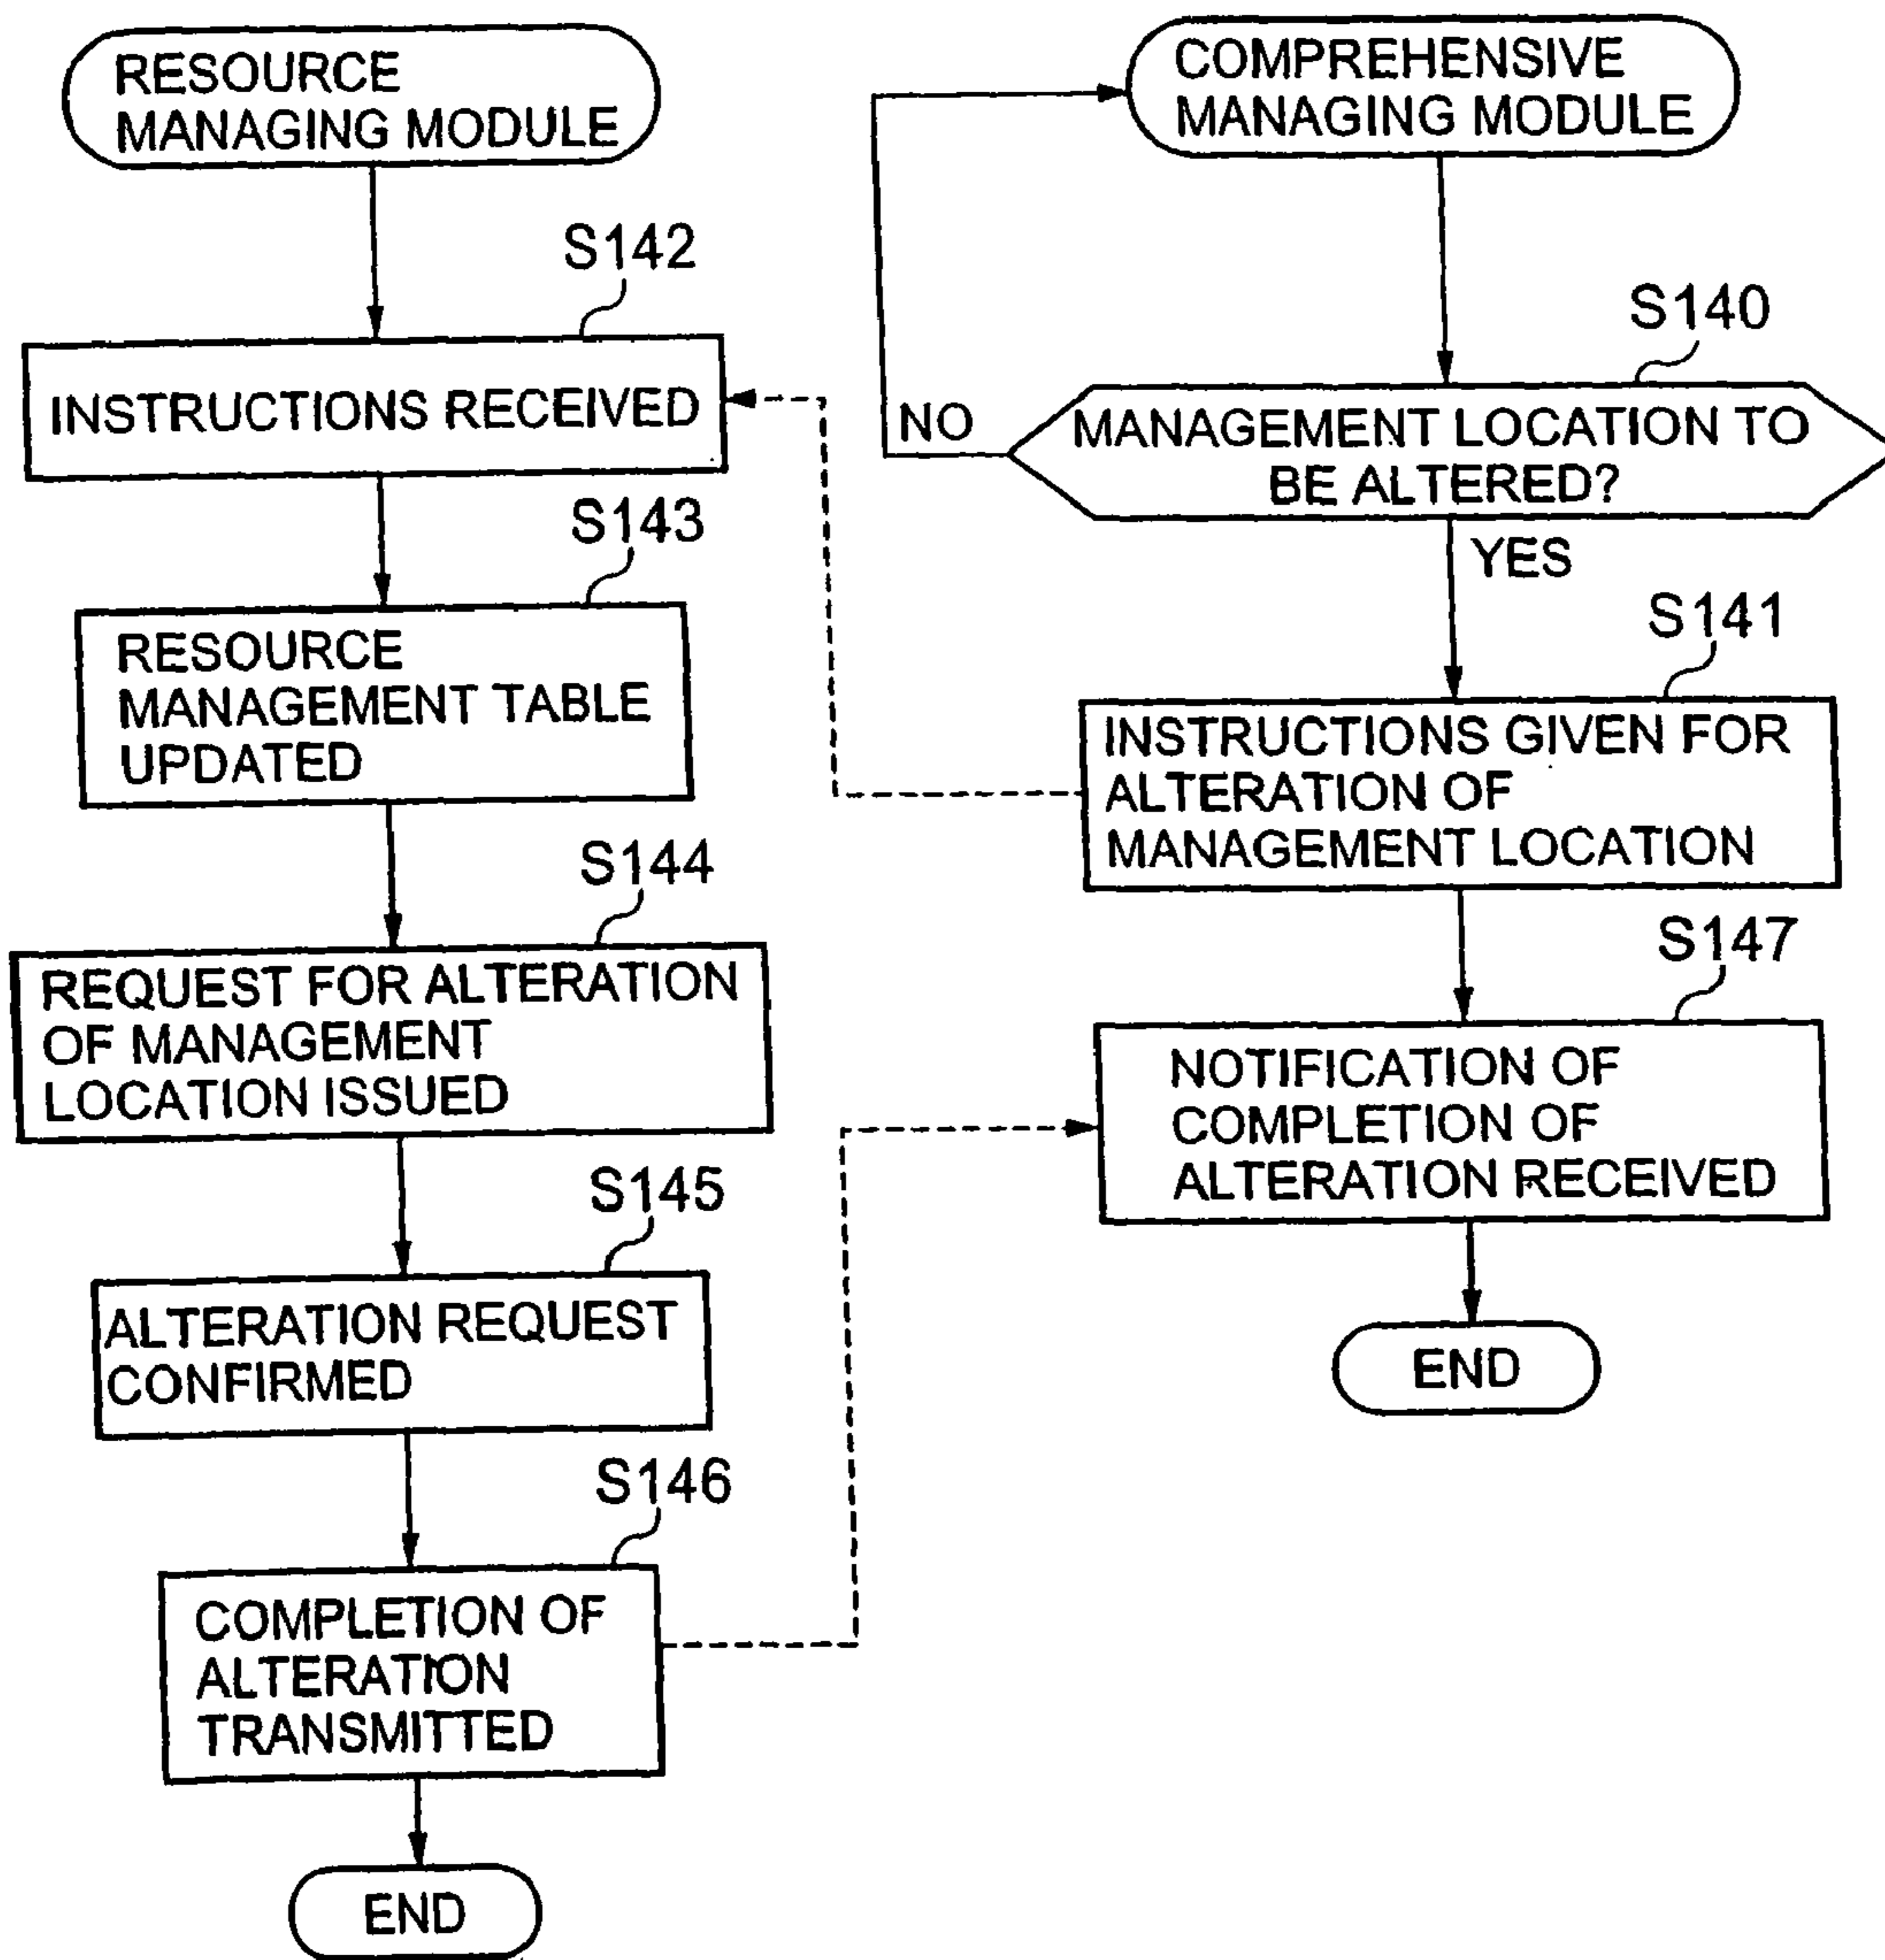 RESOURCE
MANAGING MODULE
S142
INSTRUCTIONS RECEIVED
S143
RESOURCE
MANAGEMENT TABLE
UPDATED
S144
REQUEST FOR ALTERATION
OF MANAGEMENT
LOCATION ISSUED
S145
ALTERATION REQUEST
CONFIRMED
S146
COMPLETION OF
ALTERATION
TRANSMITTED
END
COMPREHENSIVE
MANAGING MODULE
S140
NO
MANAGEMENT LOCATION TO
BE ALTERED?
YES
S141
INSTRUCTIONS GIVEN FOR
ALTERATION OF
MANAGEMENT LOCATION
S147
NOTIFICATION OF
COMPLETION OF
ALTERATION RECEIVED
END